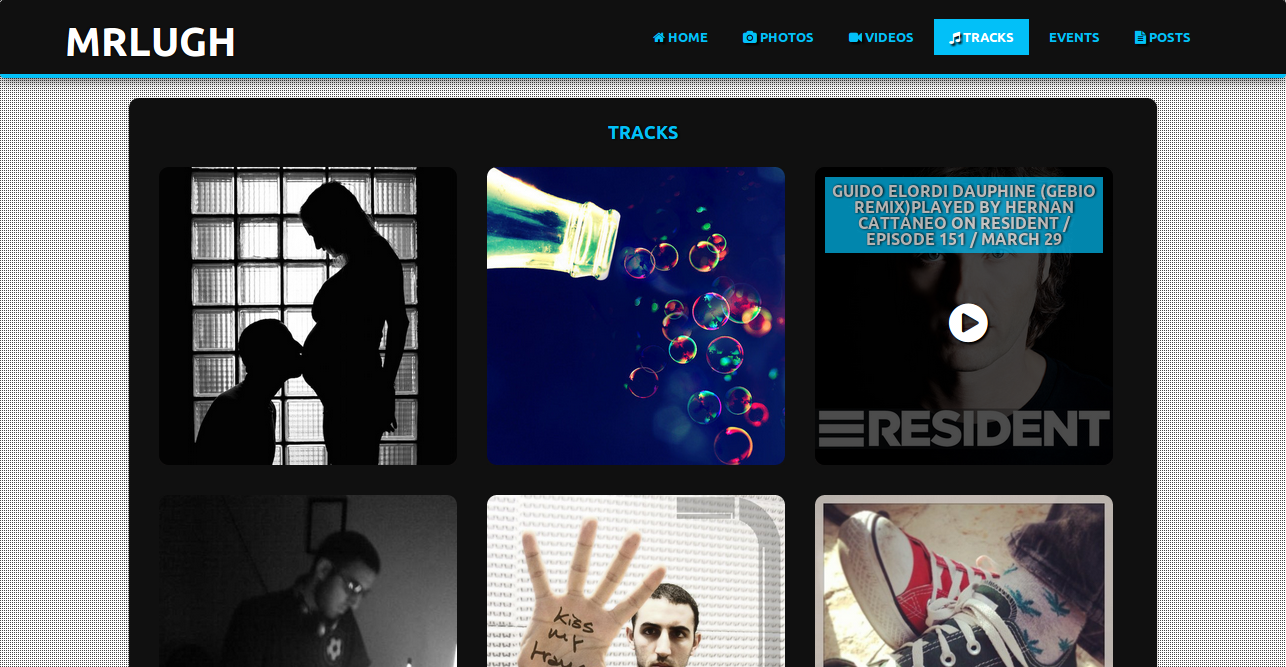 MRLUGH
HOME
PHOTOS
VIDEOS
TRACKS
EVENTS
POSTS
TRACKS
GUIDO ELORDI DAUPHINE (GEBIO
REMIX)PLAYED BY HERNAN
CATTANEO ON RESIDENT /
EPISODE 151 / MARCH 29
RESIDENT
kiss
my